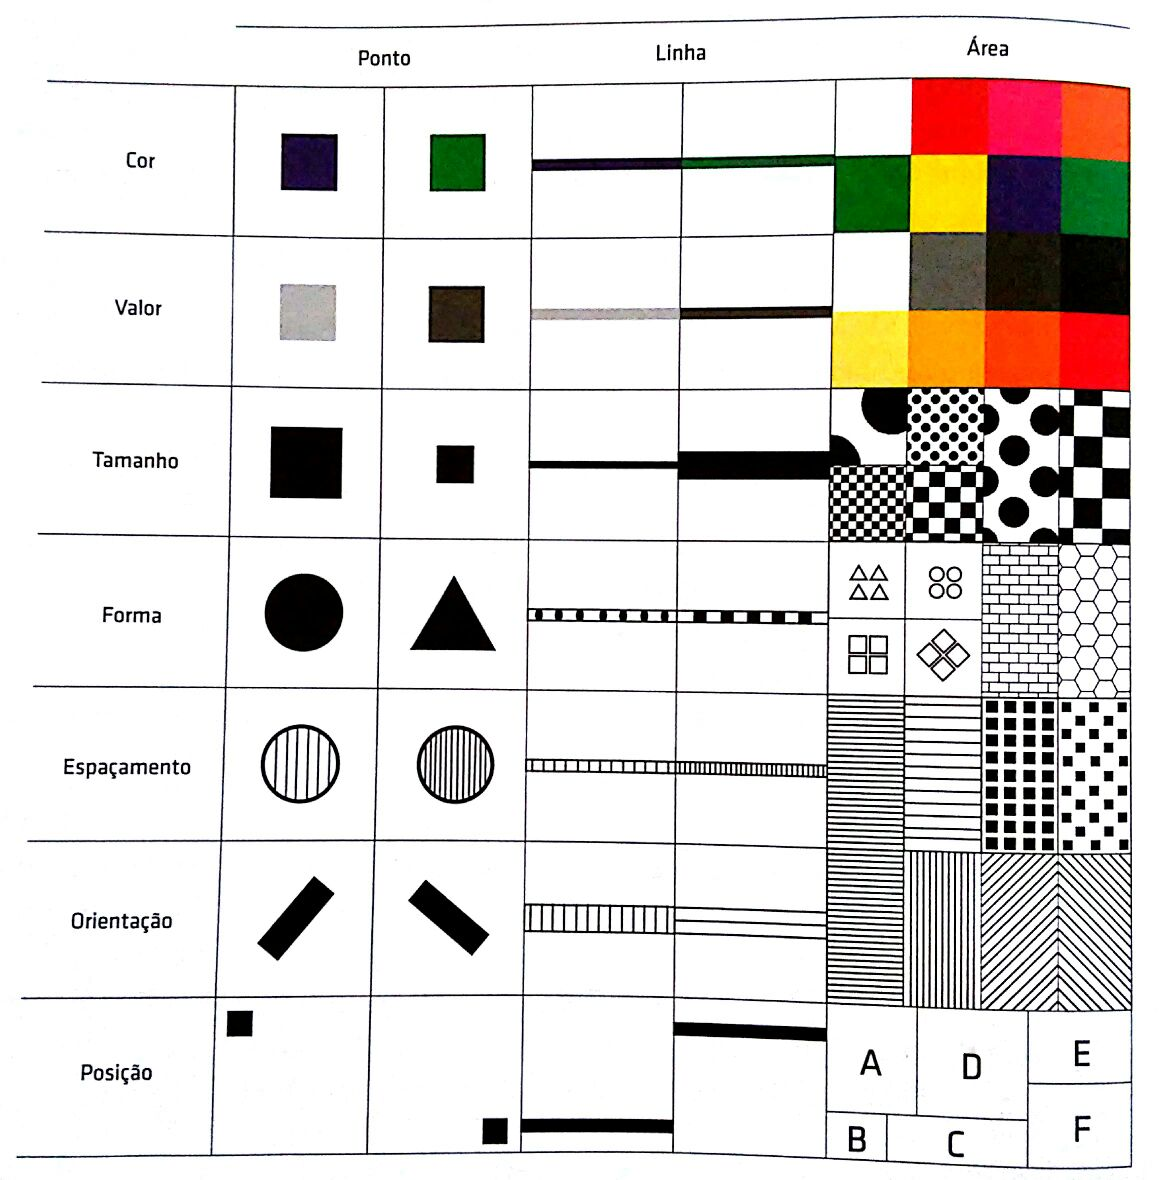 Ponto Linha Área
Cor
Valor
Tamanho
Forma
Espaçamento
Orientação
Posição
A D E
B C F